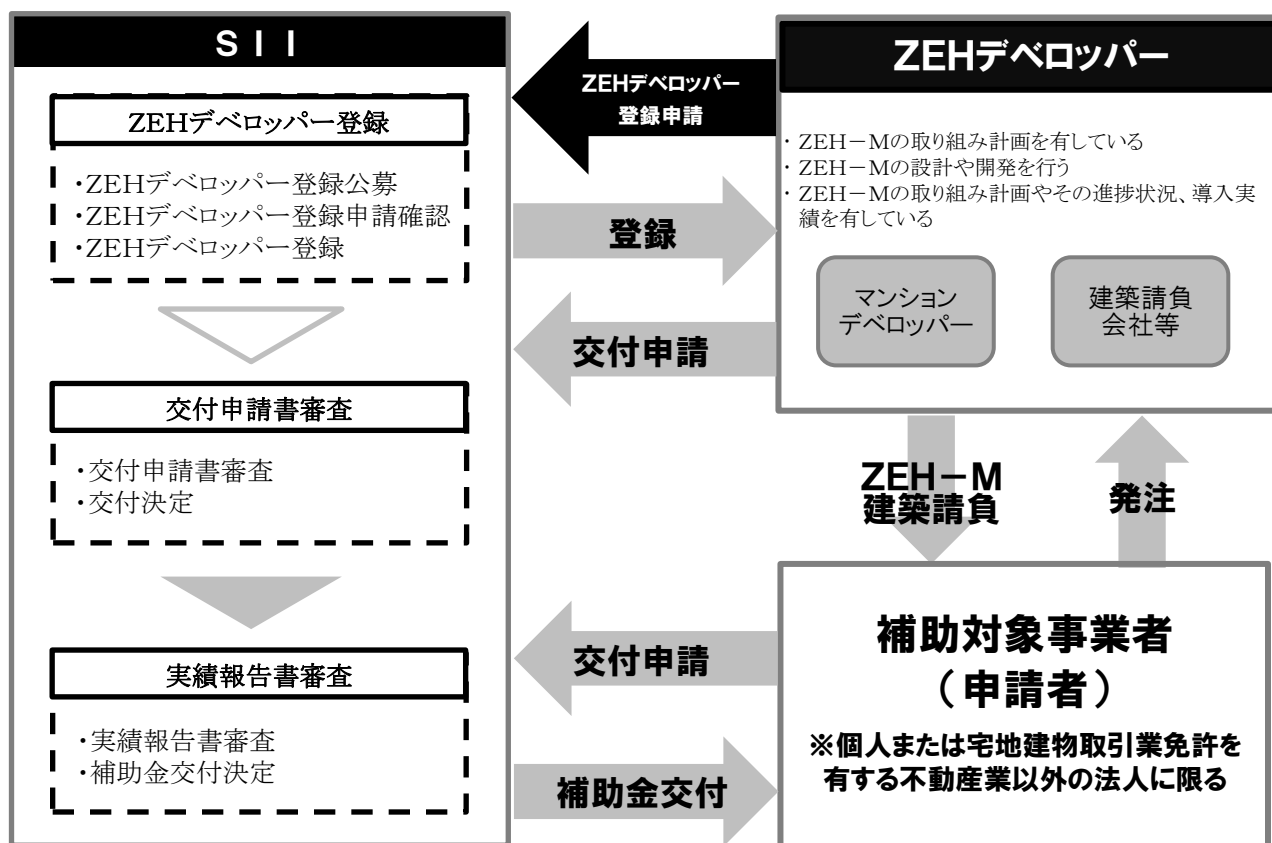 SII
ZEHデベロッパー登録
・ZEHデベロッパー登録公募
・ZEHデベロッパー登録申請確認
・ZEHデベロッパー登録
交付申請書審査
・交付申請書審査
・交付決定
実績報告書審査
・実績報告書審査
・補助金交付決定
ZEHデベロッパー
登録申請
登録
交付申請
ZEHデベロッパー
・ZEH－Mの取り組み計画を有している
・ZEH－Mの設計や開発を行う
・ZEH－Mの取り組み計画やその進捗状況、導入実
績を有している
マンション
デベロッパー
建築請負
会社等
ZEH－M
建築請負
発注
交付申請
補助金交付
補助対象事業者
（申請者）
※個人または宅地建物取引業免許を
有する不動産業以外の法人に限る